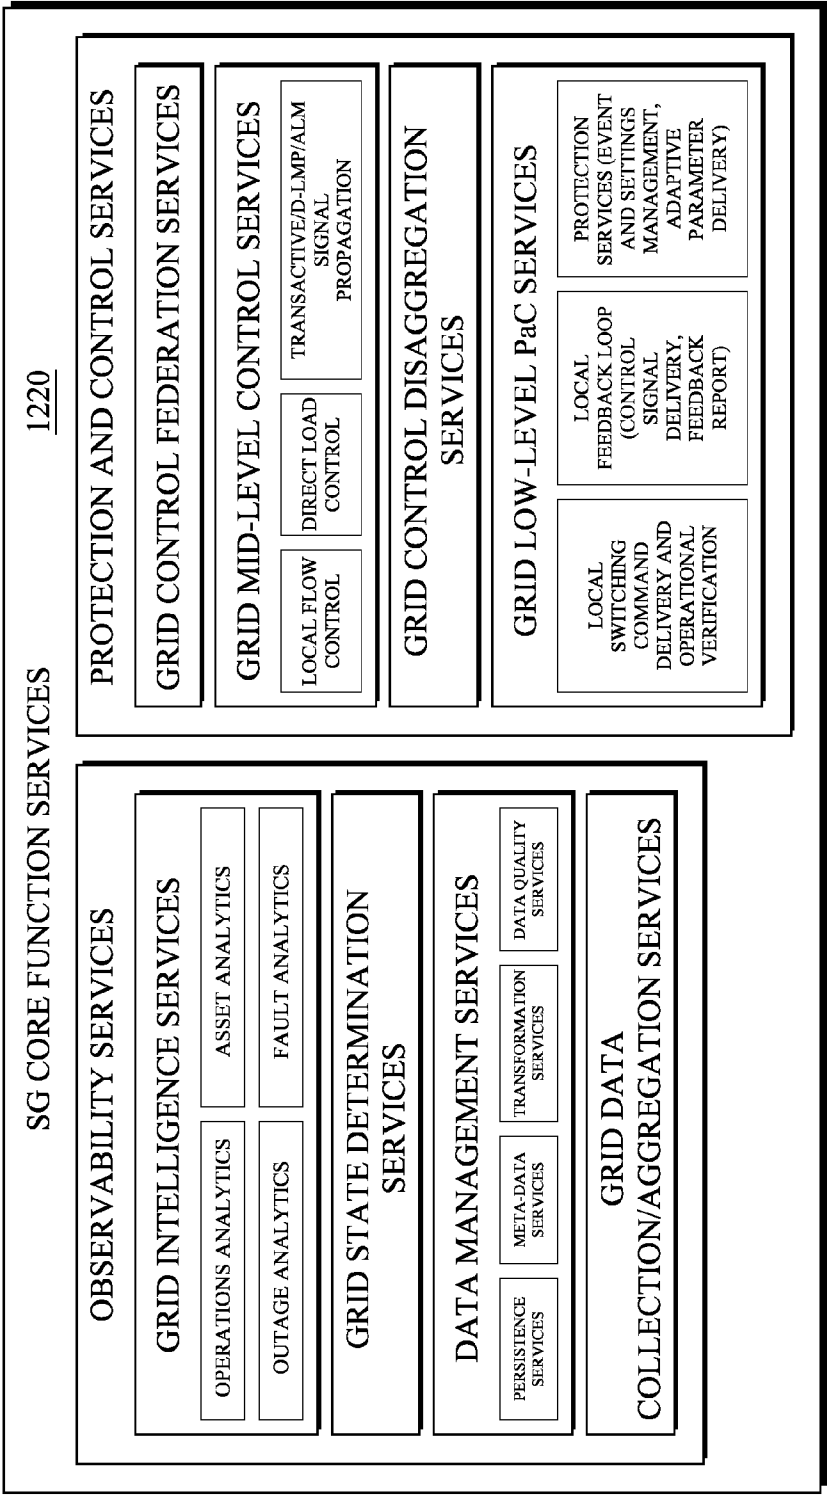 SG CORE FUNCTION SERVICES
1220
OBSERVABILITY SERVICES
GRID INTELLIGENCE SERVICES
OPERATIONS ANALYTICS
ASSET ANALYTICS
OUTAGE ANALYTICS
FAULT ANALYTICS
GRID STATE DETERMINATION
SERVICES
DATA MANAGEMENT SERVICES
PERSISTENCE
SERVICES
META-DATA
SERVICES
TRANSFORMATION
SERVICES
DATA QUALITY
SERVICES
GRID DATA
COLLECTION/AGGREGATION SERVICES
PROTECTION AND CONTROL SERVICES
GRID CONTROL FEDERATION SERVICES
GRID MID-LEVEL CONTROL SERVICES
LOCAL FLOW
CONTROL
DIRECT LOAD
CONTROL
TRANSACTIVE/D-LMP/ALM
SIGNAL
PROPAGATION
GRID CONTROL DISAGGREGATION
SERVICES
GRID LOW-LEVEL PaC SERVICES
LOCAL
SWITCHING
COMMAND
DELIVERY AND
OPERATIONAL
VERIFICATION
LOCAL
FEEDBACK LOOP
(CONTROL
SIGNAL
DELIVERY,
FEEDBACK
REPORT)
PROTECTION
SERVICES (EVENT
AND SETTINGS
MANAGEMENT,
ADAPTIVE
PARAMETER
DELIVERY)